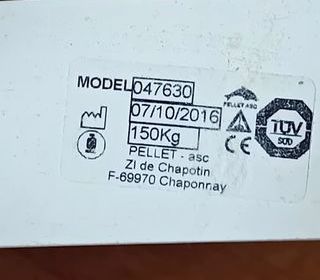 MODEL 047630
PELLET ASC
07/10/2016
150Kg
CE
TÜV
SÜD
PELLET - asc
ZI de Chapotin
F-69970 Chaponnay